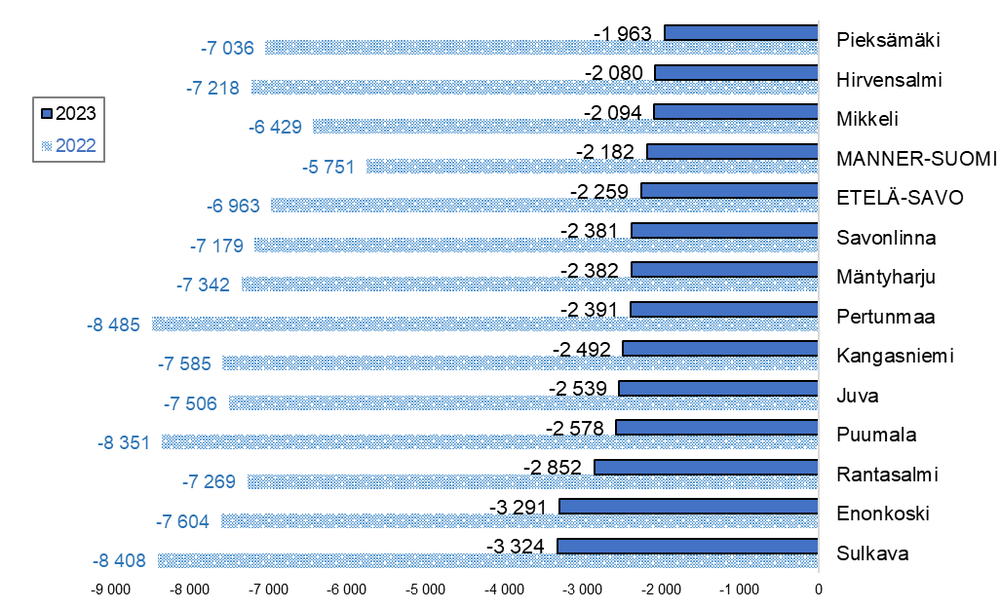 -1 963
Pieksämäki
-7 036
-2 080
Hirvensalmi
-7 218
2023
2022
-2 094
Mikkeli
-6 429
-2 182
MANNER-SUOMI
-5 751
-2 259
ETELÄ-SAVO
-6 963
-2 381
Savonlinna
-7 179
-2 382
Mäntyharju
-7 342
-2 391
Pertunmaa
-8 485
-2 492
Kangasniemi
-7 585
-2 539
Juva
-7 506
-2 578
Puumala
-8 351
-2 852
Rantasalmi
-7 269
-3 291
Enonkoski
-7 604
-3 324
Sulkava
-8 408
-9 000 -8 000 -7 000 -6 000 -5 000 -4 000 -3 000 -2 000 -1 000 0